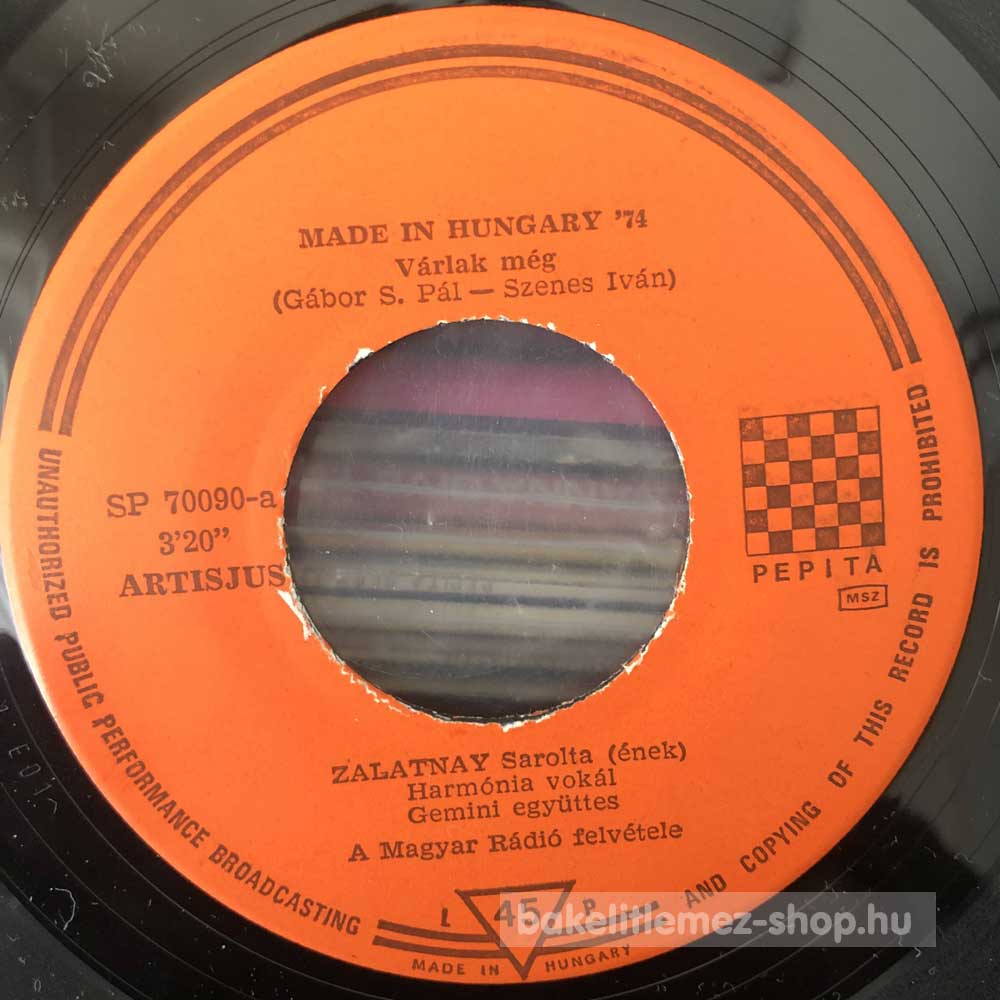 MADE IN HUNGARY ’74
Várlak még
(Gábor S. Pál — Szenes Iván)
SP 70090-a
3’20”
ARTISJUS
PEPITA
MSZ
ZALATNAY Sarolta (ének)
Harmónia vokál
Gemini együttes
A Magyar Rádió felvétele
UNAUTHORIZED PUBLIC PERFORMANCE BROADCASTING
AND COPYING OF THIS RECORD IS PROHIBITED
L 45 P
MADE IN HUNGARY
bakelitlemez-shop.hu